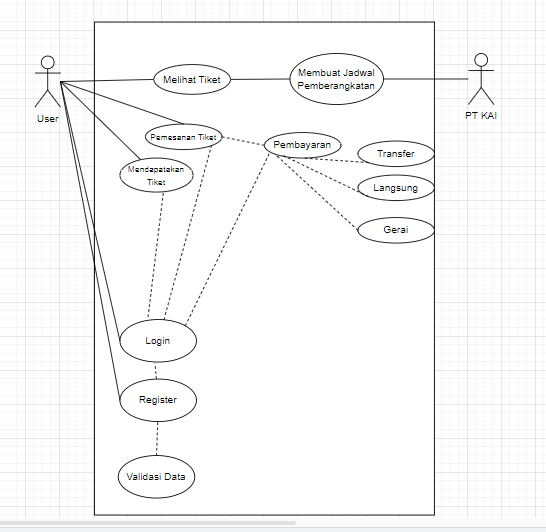 Melihat Tiket
Membuat Jadwal
Pemberangkatan
User
PT KAI
Pemesanan Tiket
Pembayaran
Transfer
Mendapatakan
Tiket
Langsung
Gerai
Login
Register
Validasi Data